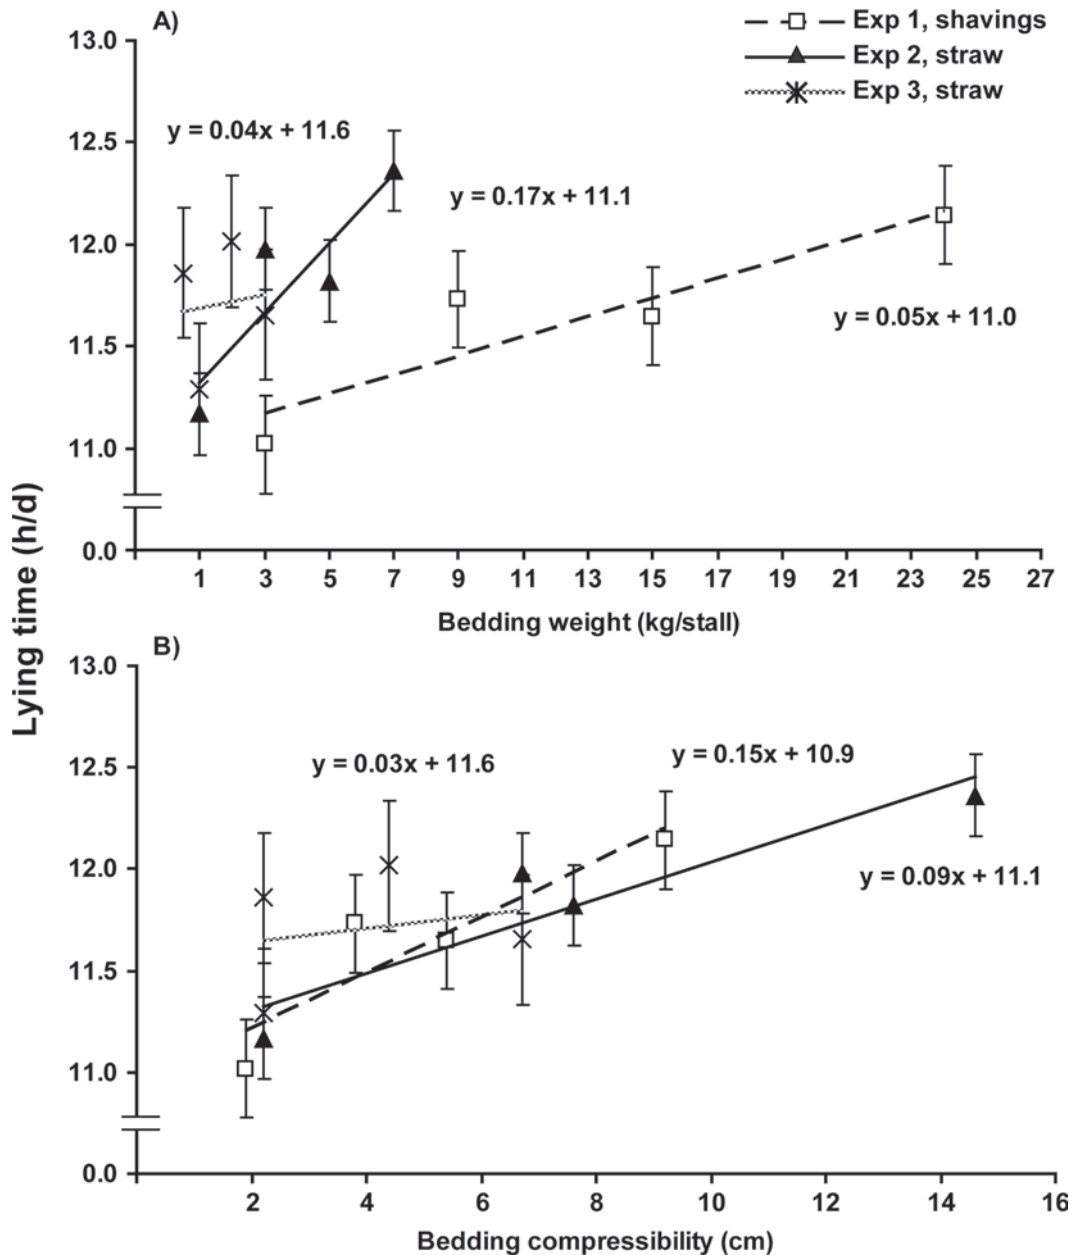 A)
Exp 1, shavings
Exp 2, straw
Exp 3, straw
13.0
12.5
12.0
11.5
11.0
0.0
y = 0.04x + 11.6
y = 0.17x + 11.1
y = 0.05x + 11.0
1 3 5 7 9 11 13 15 17 19 21 23 25 27
Bedding weight (kg/stall)
Lying time (h/d)
B)
13.0
12.5
12.0
11.5
11.0
0.0
y = 0.03x + 11.6
y = 0.15x + 10.9
y = 0.09x + 11.1
2 4 6 8 10 12 14 16
Bedding compressibility (cm)